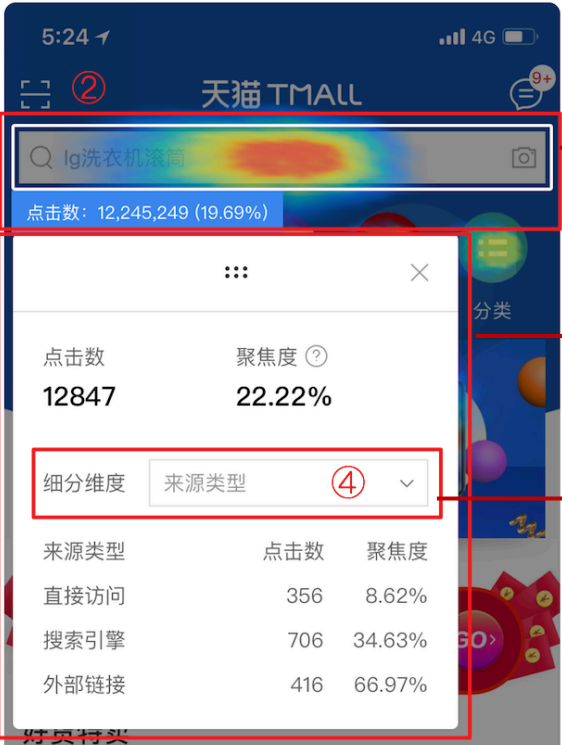 5:24 4G
② 天猫 TMALL 9+
lg洗衣机滚筒
点击数: 12,245,249 (19.69%)
分类
点击数 聚焦度 ?
12847 22.22%
细分维度 来源类型 ④
来源类型 点击数 聚焦度
直接访问 356 8.62%
搜索引擎 706 34.63%
外部链接 416 66.97%
GO>